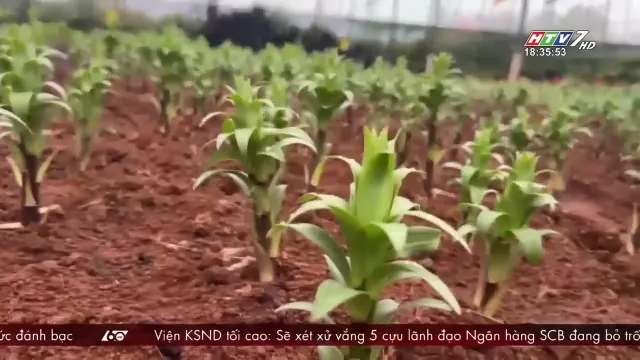 HTV7 HD
18:35:53
ức đánh bạc 60 Viện KSND tối cao: Sẽ xét xử vắng 5 cựu lãnh đạo Ngân hàng SCB đang bỏ trố